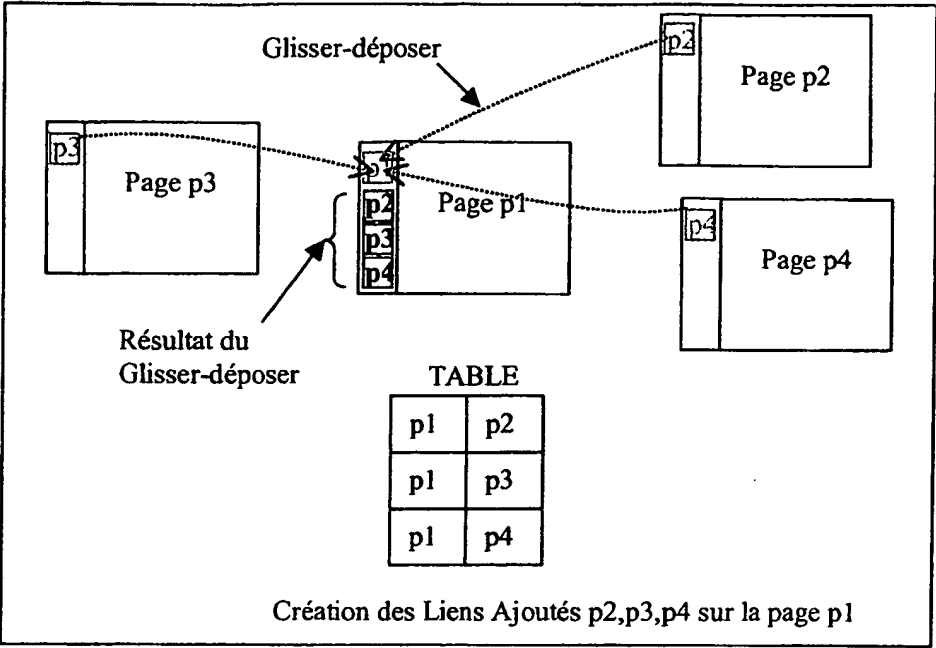 Glisser-déposer
p2
Page p2
p3
Page p3
p
Page p1
p2
p3
p4
p4
Page p4
Résultat du
Glisser-déposer
TABLE
p1 p2
p1 p3
p1 p4
Création des Liens Ajoutés p2,p3,p4 sur la page p1